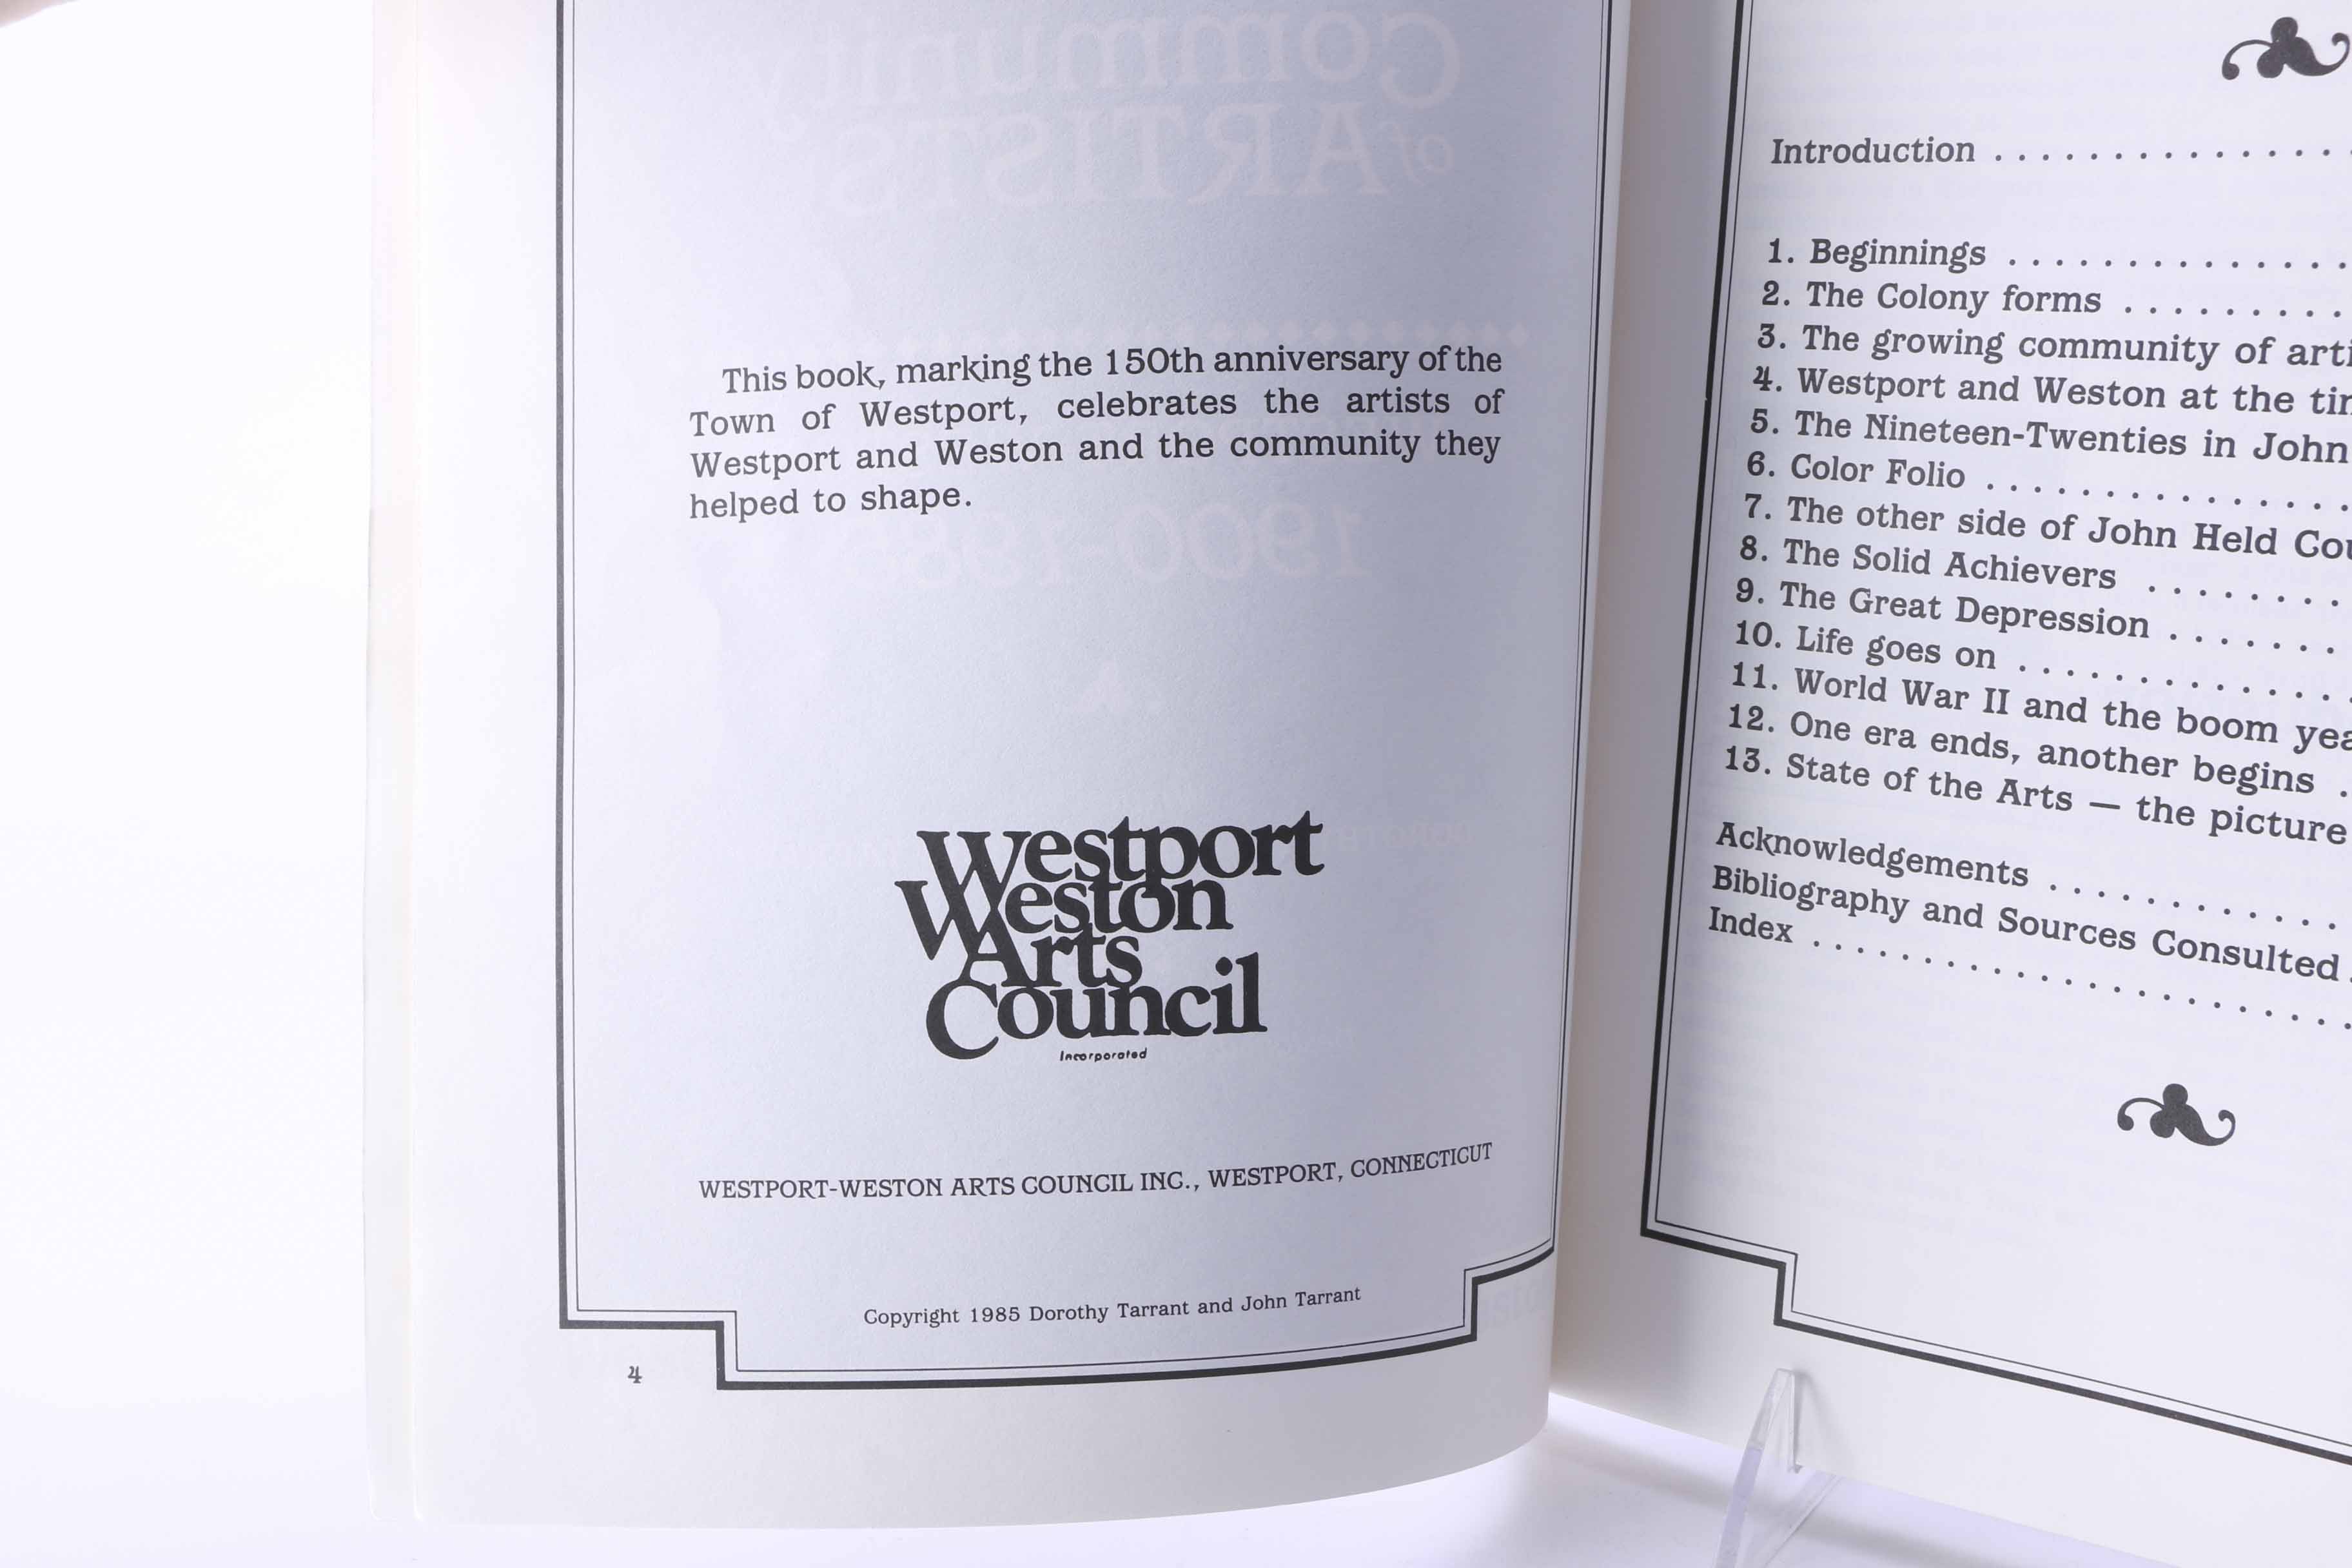 This book, marking the 150th anniversary of the
Town of Westport, celebrates the artists of
Westport and Weston and the community they
helped to shape.
Westport
Weston
Arts
Council
Incorporated
WESTPORT-WESTON ARTS COUNCIL INC., WESTPORT, CONNECTICUT
Copyright 1985 Dorothy Tarrant and John Tarrant
4
Introduction . . . . . . . . . . . . . .
1. Beginnings . . . . . . . . . . . . . .
2. The Colony forms . . . . . . . . .
3. The growing community of
4. Westport and Weston at the
5. The Nineteen-Twenties in John
6. Color Folio . . . . . . . . . . . . . .
7. The other side of John Held
8. The Solid Achievers . . . . . . . .
9. The Great Depression . . . . . . .
10. Life goes on . . . . . . . . . . . . .
11. World War II and the boom
12. One era ends, another begins .
13. State of the Arts — the picture
Acknowledgements . . . . . . . . . . . .
Bibliography and Sources Consulted .
Index . . . . . . . . . . . . . . . . . . . . . .